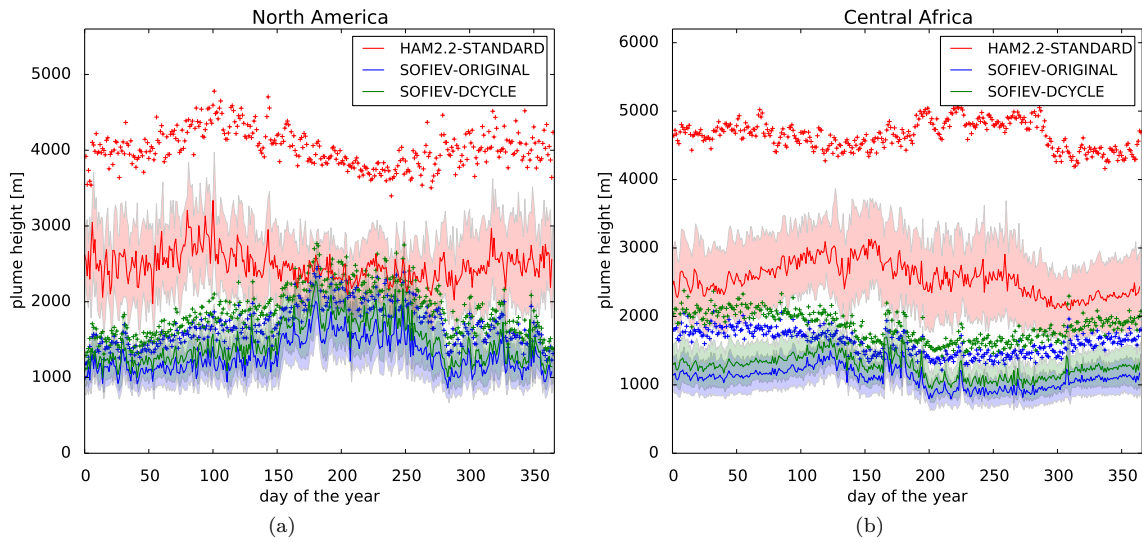 North America
HAM2.2-STANDARD
SOFIEV-ORIGINAL
SOFIEV-DCYCLE
plume height [m]
5000
4000
3000
2000
1000
0
0 50 100 150 200 250 300 350
day of the year
(a)
Central Africa
HAM2.2-STANDARD
SOFIEV-ORIGINAL
SOFIEV-DCYCLE
plume height [m]
6000
5000
4000
3000
2000
1000
0
0 50 100 150 200 250 300 350
day of the year
(b)